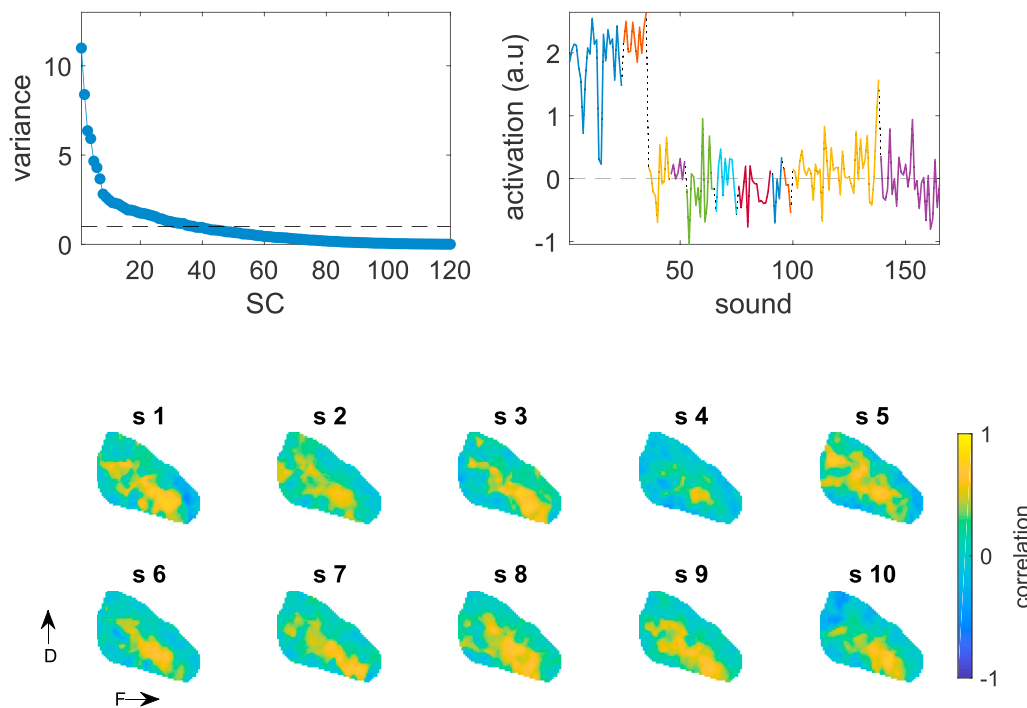 variance
10
5
0
20 40 60 80 100 120
SC
activation (a.u)
2
1
0
-1
50 100 150
sound
s 1 s 2 s 3 s 4 s 5
s 6 s 7 s 8 s 9 s 10
D
F
1
0
-1
correlation